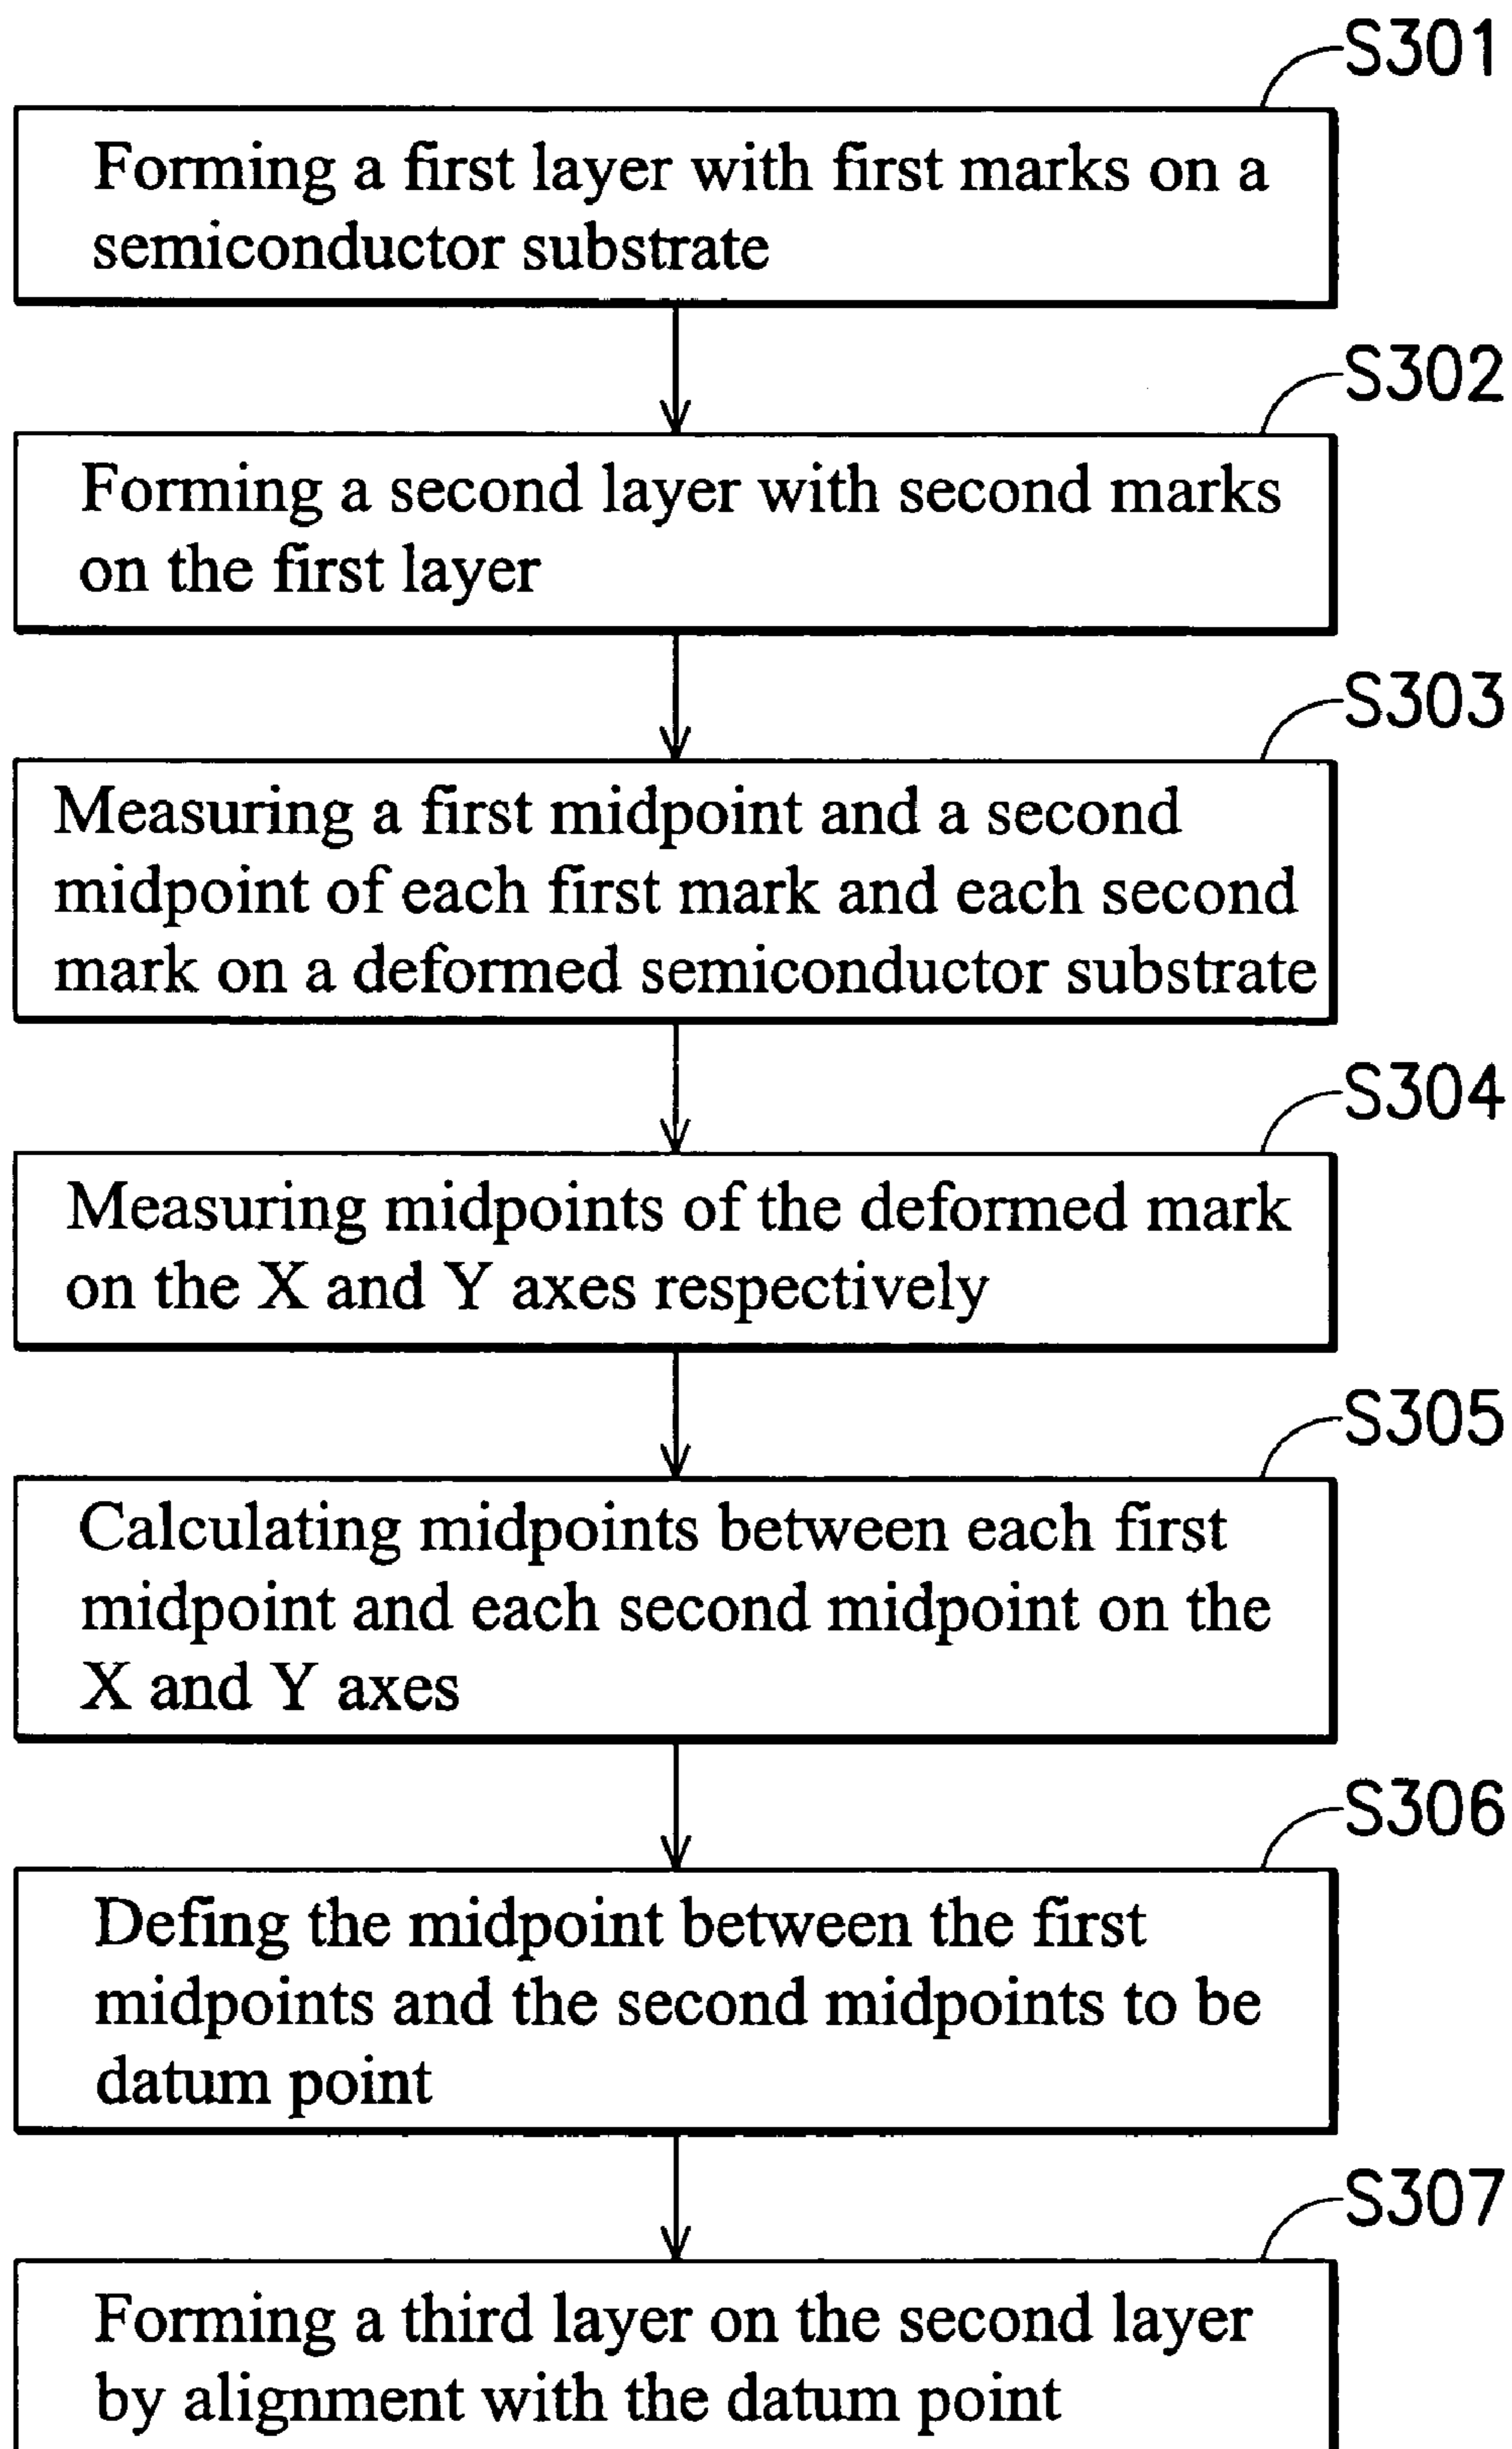 S301
Forming a first layer with first marks on a
semiconductor substrate
S302
Forming a second layer with second marks
on the first layer
S303
Measuring a first midpoint and a second
midpoint of each first mark and each second
mark on a deformed semiconductor substrate
S304
Measuring midpoints of the deformed mark
on the X and Y axes respectively
S305
Calculating midpoints between each first
midpoint and each second midpoint on the
X and Y axes
S306
Defing the midpoint between the first
midpoints and the second midpoints to be
datum point
S307
Forming a third layer on the second layer
by alignment with the datum point